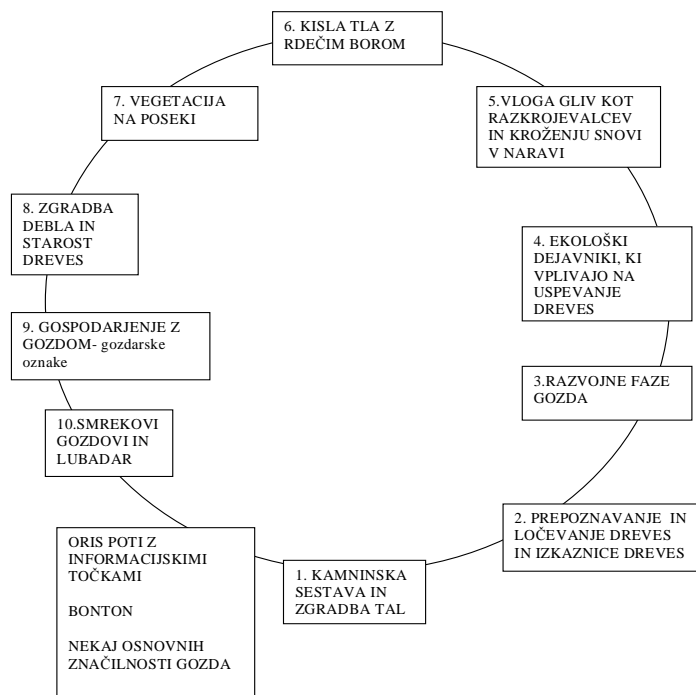 6. KISLA TLA Z
RDEČIM BOROM
7. VEGETACIJA
NA POSEKI
5.VLOGA GLIV KOT
RAZKROJEVALCEV
IN KROŽENJU SNOVI
V NARAVI
8. ZGRADBA
DEBLA IN
STAROST
DREVES
4. EKOLOŠKI
DEJAVNIKI, KI
VPLIVAJO NA
USPEVANJE
DREVES
9. GOSPODARJENJE Z
GOZDOM- gozdarske
oznake
3.RAZVOJNE FAZE
GOZDA
10.SMREKOVI
GOZDOVI IN
LUBADAR
2. PREPOZNAVANJE IN
LOČEVANJE DREVES
IN IZKAZNICE DREVES
ORIS POTI Z
INFORMACIJSKIMI
TOČKAMI
BONTON
NEKAJ OSNOVNIH
ZNAČILNOSTI GOZDA
1. KAMNINSKA
SESTAVA IN
ZGRADBA TAL